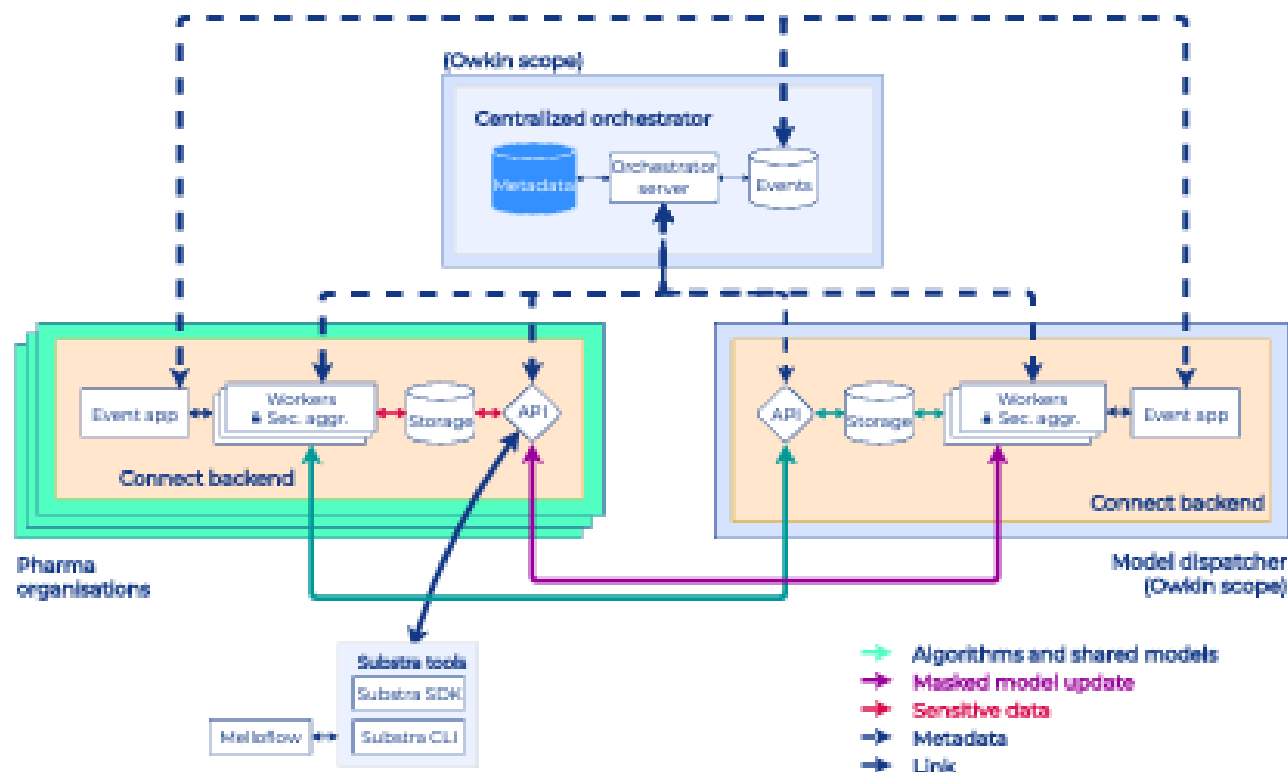 (Owkin scope)
Centralized orchestrator
Metadata
Orchestrator
server
Events
Event app
Workers
Sec. aggr.
Storage
API
Connect backend
API
Storage
Workers
Sec. aggr.
Event app
Connect backend
Pharma
organisations
Model dispatcher
(Owkin scope)
Substra tools
Substra SDK
Substra CLI
Melloflow
Algorithms and shared models
Masked model update
Sensitive data
Metadata
Link